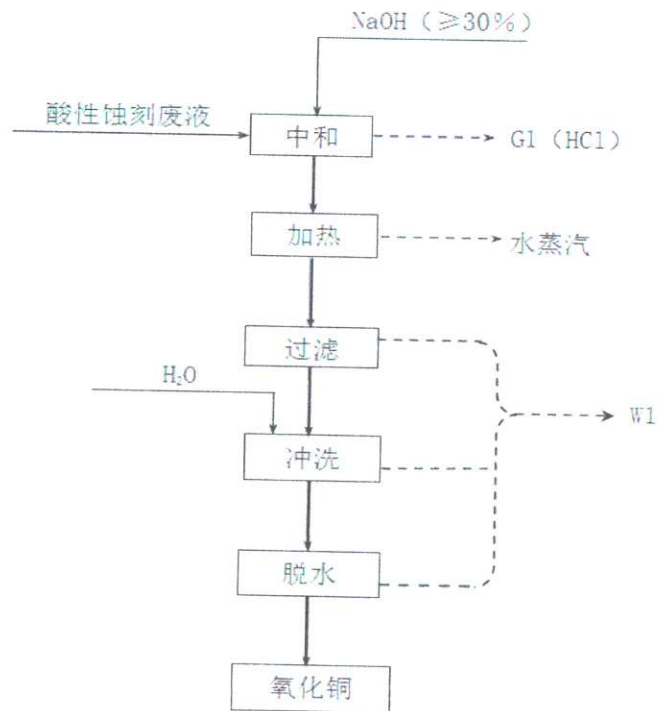 NaOH（≥30%）
酸性蚀刻废液
中和
G1（HCl）
加热
水蒸汽
过滤
H₂O
W1
冲洗
脱水
氧化铜